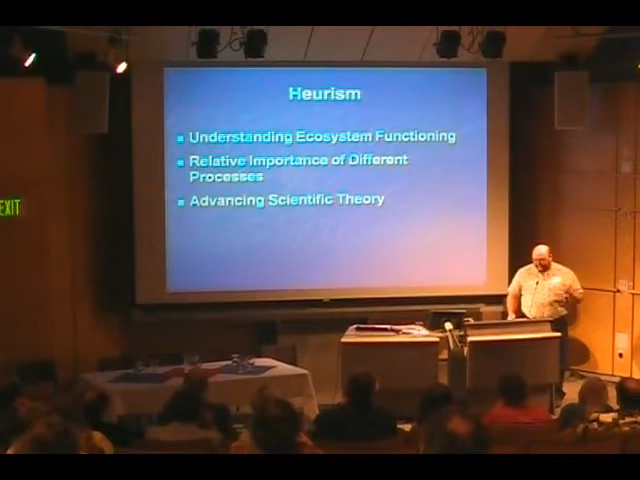 Heurism
Understanding Ecosystem Functioning
Relative Importance of Different
Processes
Advancing Scientific Theory
EXIT